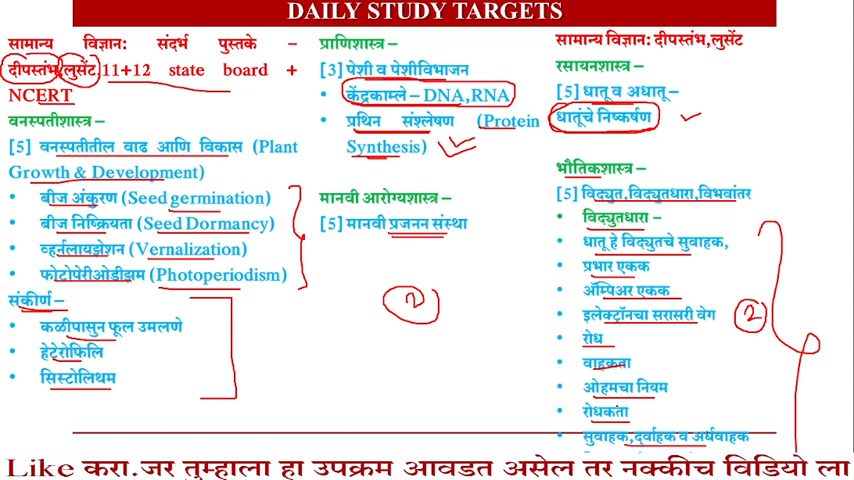 DAILY STUDY TARGETS
सामान्य विज्ञान: संदर्भ पुस्तके –
दीपस्तंभ,लुसेंट,11+12 state board +
NCERT
वनस्पतीशास्त्र –
[5] वनस्पतीतील वाढ आणि विकास (Plant
Growth & Development)
• बीज अंकुरण (Seed germination)
• बीज निष्क्रियता (Seed Dormancy)
• व्हर्नलायझेशन (Vernalization)
• फोटोपेरीओडीझम (Photoperiodism)
संकीर्ण –
• कळीपासुन फूल उमलणे
• हेटेरोफिलि
• सिस्टोलिथम
प्राणिशास्त्र –
[3] पेशी व पेशीविभाजन
• केंद्रकाम्ले – DNA,RNA
• प्रथिन संश्लेषण (Protein
Synthesis)
मानवी आरोग्यशास्त्र –
[5] मानवी प्रजनन संस्था
2
सामान्य विज्ञान: दीपस्तंभ,लुसेंट
रसायनशास्त्र –
[5] धातू व अधातू –
धातूंचे निष्कर्षण
भौतिकशास्त्र –
[5] विद्युत,विद्युतधारा,विभवांतर
• विद्युतधारा –
• धातू हे विद्युतचे सुवाहक,
• प्रभार एकक
• ॲम्पिअर एकक
• इलेक्ट्रॉनचा सरासरी वेग
2
• रोध
• वाहकता
• ओहमचा नियम
• रोधकता
• सुवाहक,दुर्वाहक व अर्धवाहक
Like करा.जर तुम्हाला हा उपक्रम आवडत असेल तर नक्कीच विडियो ला